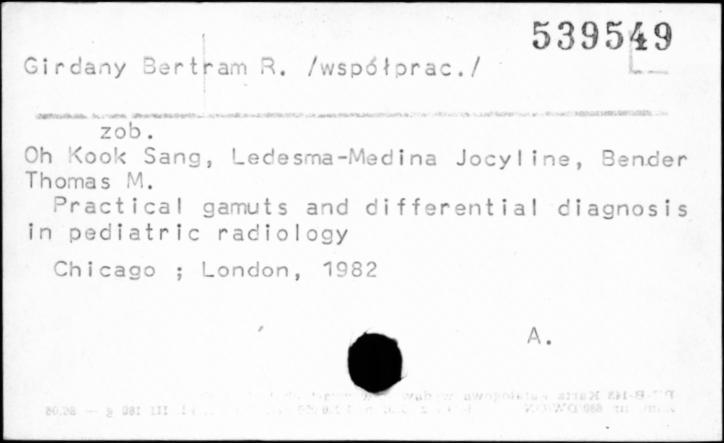 539549
Girdany Bertram R. /współprac./
zob.
Oh Kook Sang, Ledesma-Medina Jocyline, Bender
Thomas M.
Practical gamuts and differential diagnosis
in pediatric radiology
Chicago ; London, 1982
A.